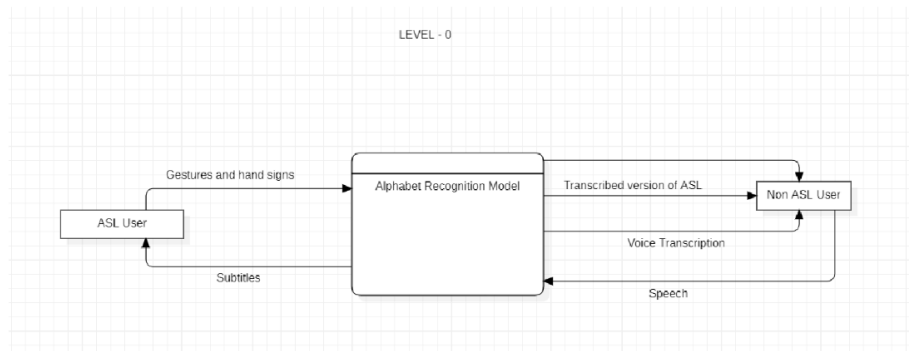 LEVEL - 0
Gestures and hand signs
Alphabet Recognition Model
Transcribed version of ASL
Non ASL User
ASL User
Voice Transcription
Subtitles
Speech